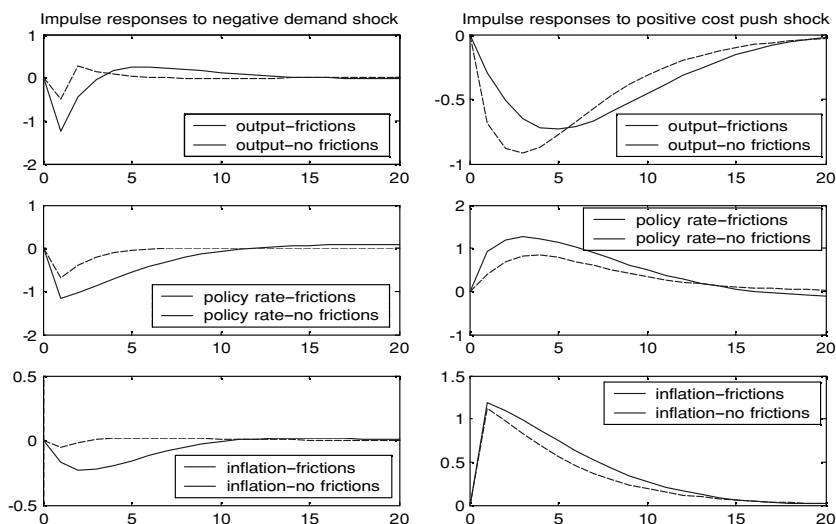 Impulse responses to negative demand shock
1
0
-1
-2
0 5 10 15 20
output-frictions
output-no frictions
1
0
-1
-2
0 5 10 15 20
policy rate-frictions
policy rate-no frictions
0.5
0
-0.5
0 5 10 15 20
inflation-frictions
inflation-no frictions
Impulse responses to positive cost push shock
0
-0.5
-1
0 5 10 15 20
output-frictions
output-no frictions
2
1
0
-1
0 5 10 15 20
policy rate-frictions
policy rate-no frictions
1.5
1
0.5
0
0 5 10 15 20
inflation-frictions
inflation-no frictions